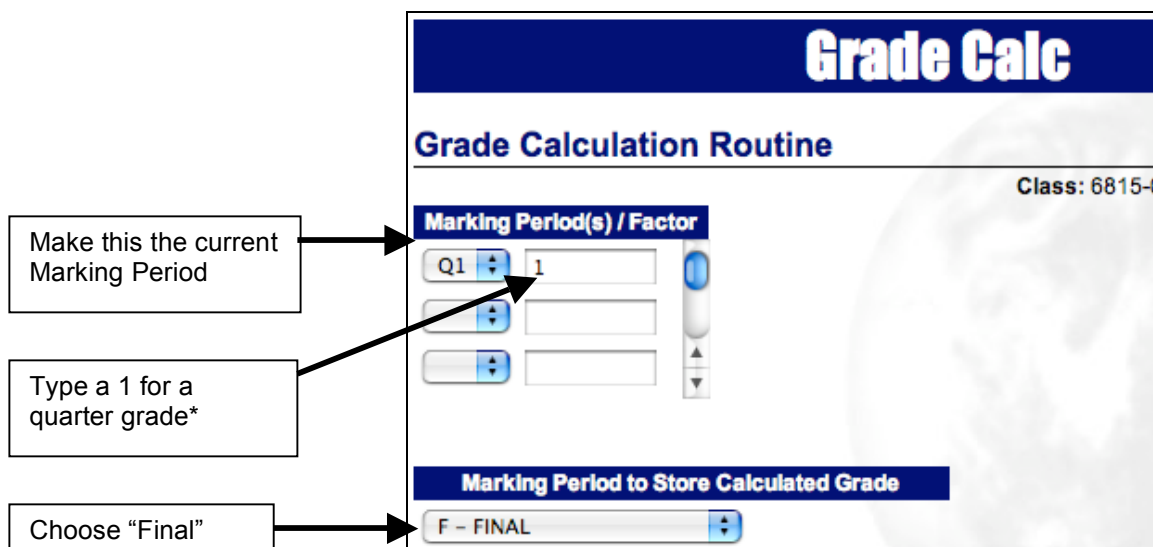 Grade Calc
Grade Calculation Routine
Class: 6815-
Marking Period(s) / Factor
Make this the current
Marking Period
Q1 1
Type a 1 for a
quarter grade*
Marking Period to Store Calculated Grade
Choose “Final”
F – FINAL